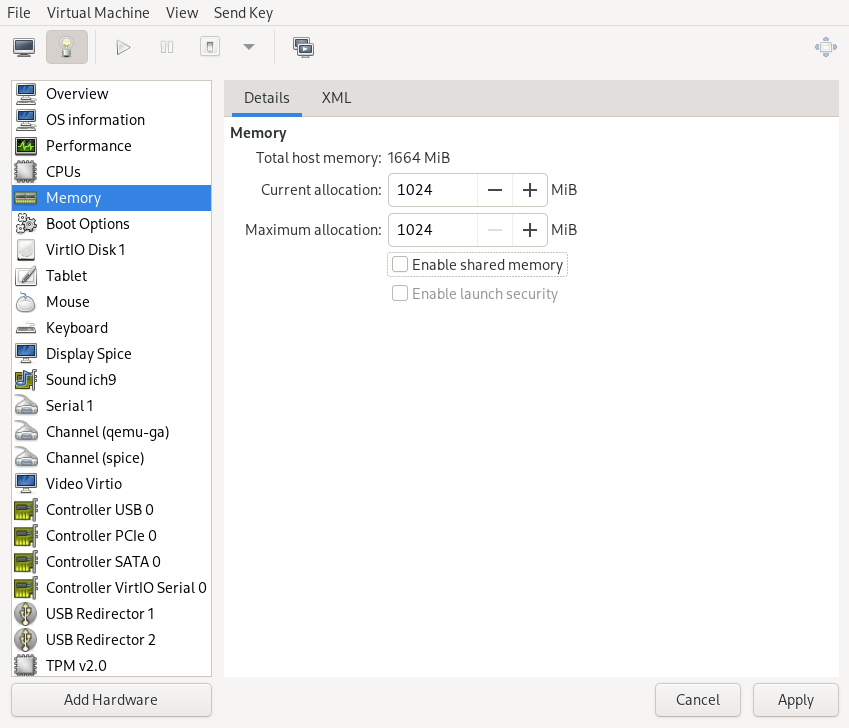 File Virtual Machine View Send Key
Overview
OS information
Performance
CPUs
Memory
Boot Options
VirtIO Disk 1
Tablet
Mouse
Keyboard
Display Spice
Sound ich9
Serial 1
Channel (qemu-ga)
Channel (spice)
Video Virtio
Controller USB 0
Controller PCIe 0
Controller SATA 0
Controller VirtIO Serial 0
USB Redirector 1
USB Redirector 2
TPM v2.0
Add Hardware
Details XML
Memory
Total host memory: 1664 MiB
Current allocation: 1024 MiB
Maximum allocation: 1024 MiB
Enable shared memory
Enable launch security
Cancel Apply